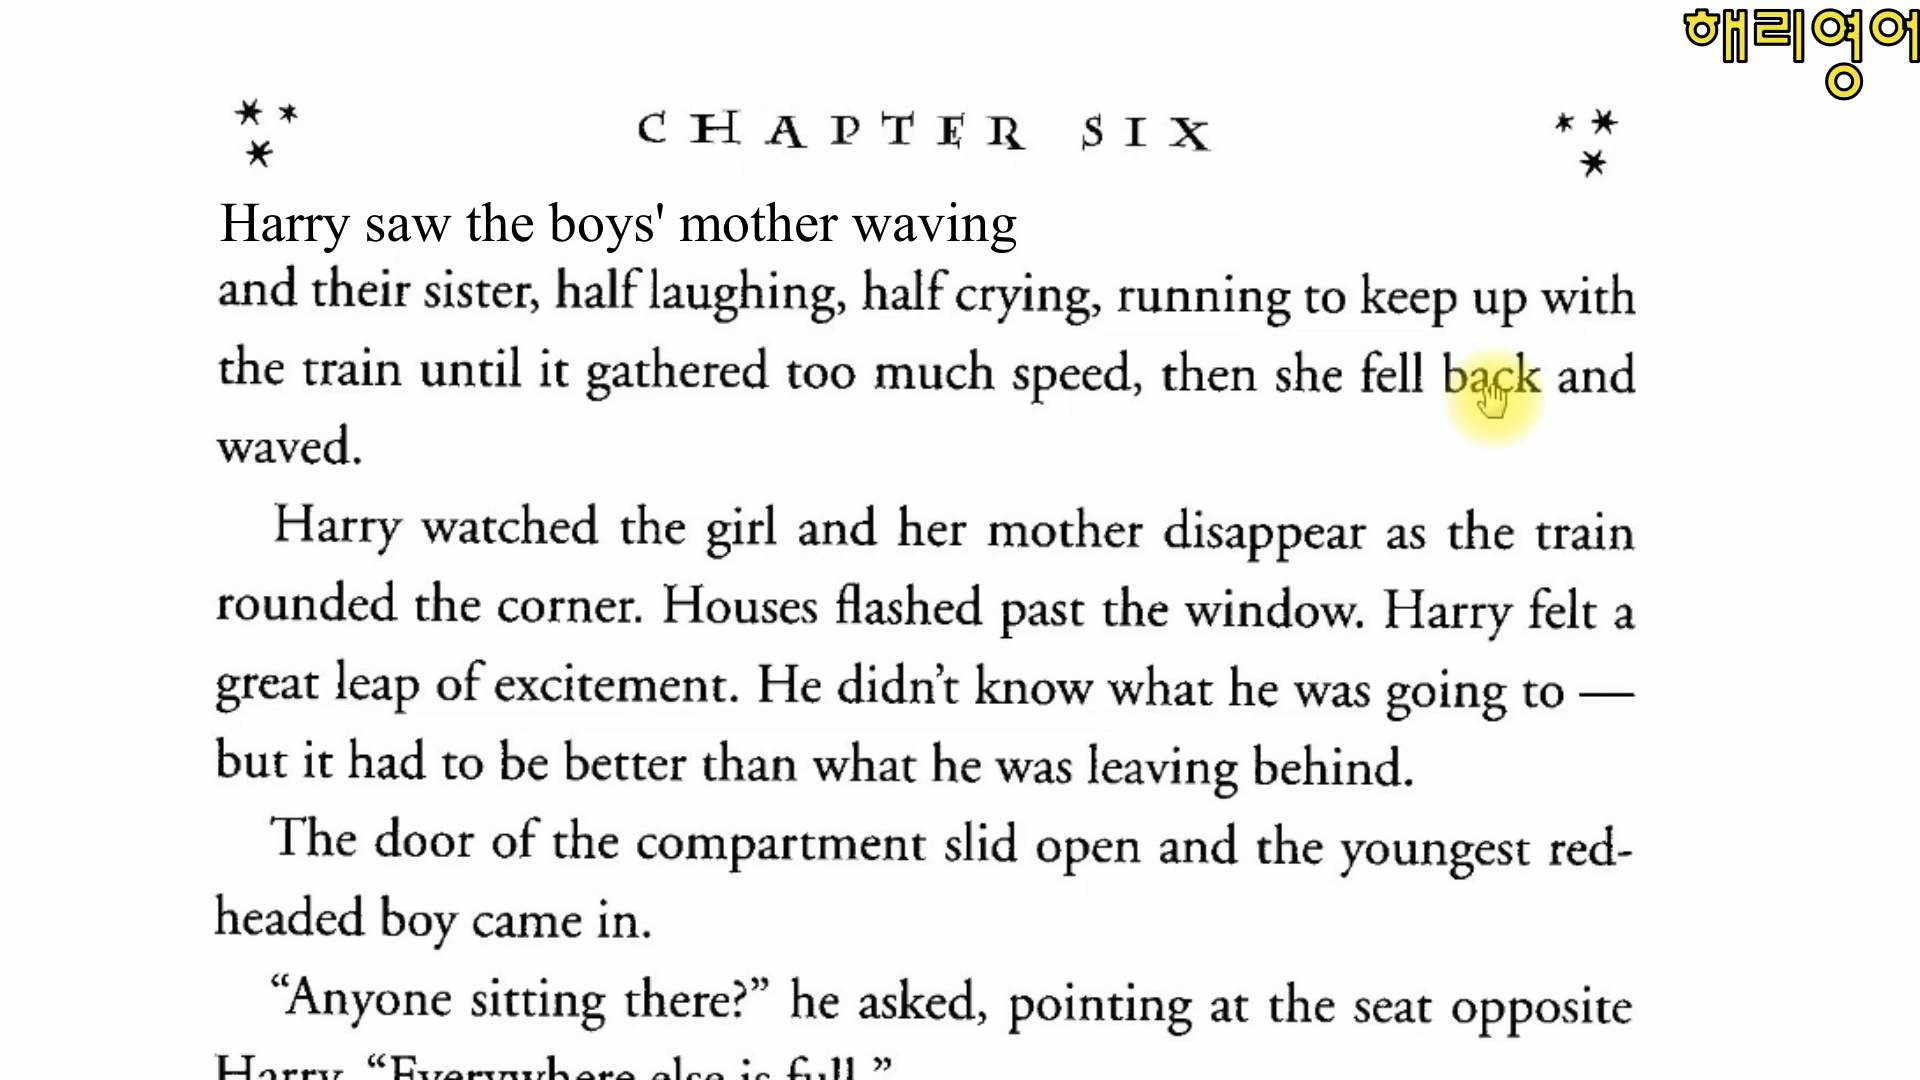 해리영어
CHAPTER SIX
Harry saw the boys' mother waving
and their sister, half laughing, half crying, running to keep up with
the train until it gathered too much speed, then she fell back and
waved.
Harry watched the girl and her mother disappear as the train
rounded the corner. Houses flashed past the window. Harry felt a
great leap of excitement. He didn’t know what he was going to —
but it had to be better than what he was leaving behind.
The door of the compartment slid open and the youngest red-
headed boy came in.
“Anyone sitting there?” he asked, pointing at the seat opposite
Harry. “Everywhere else is full.”